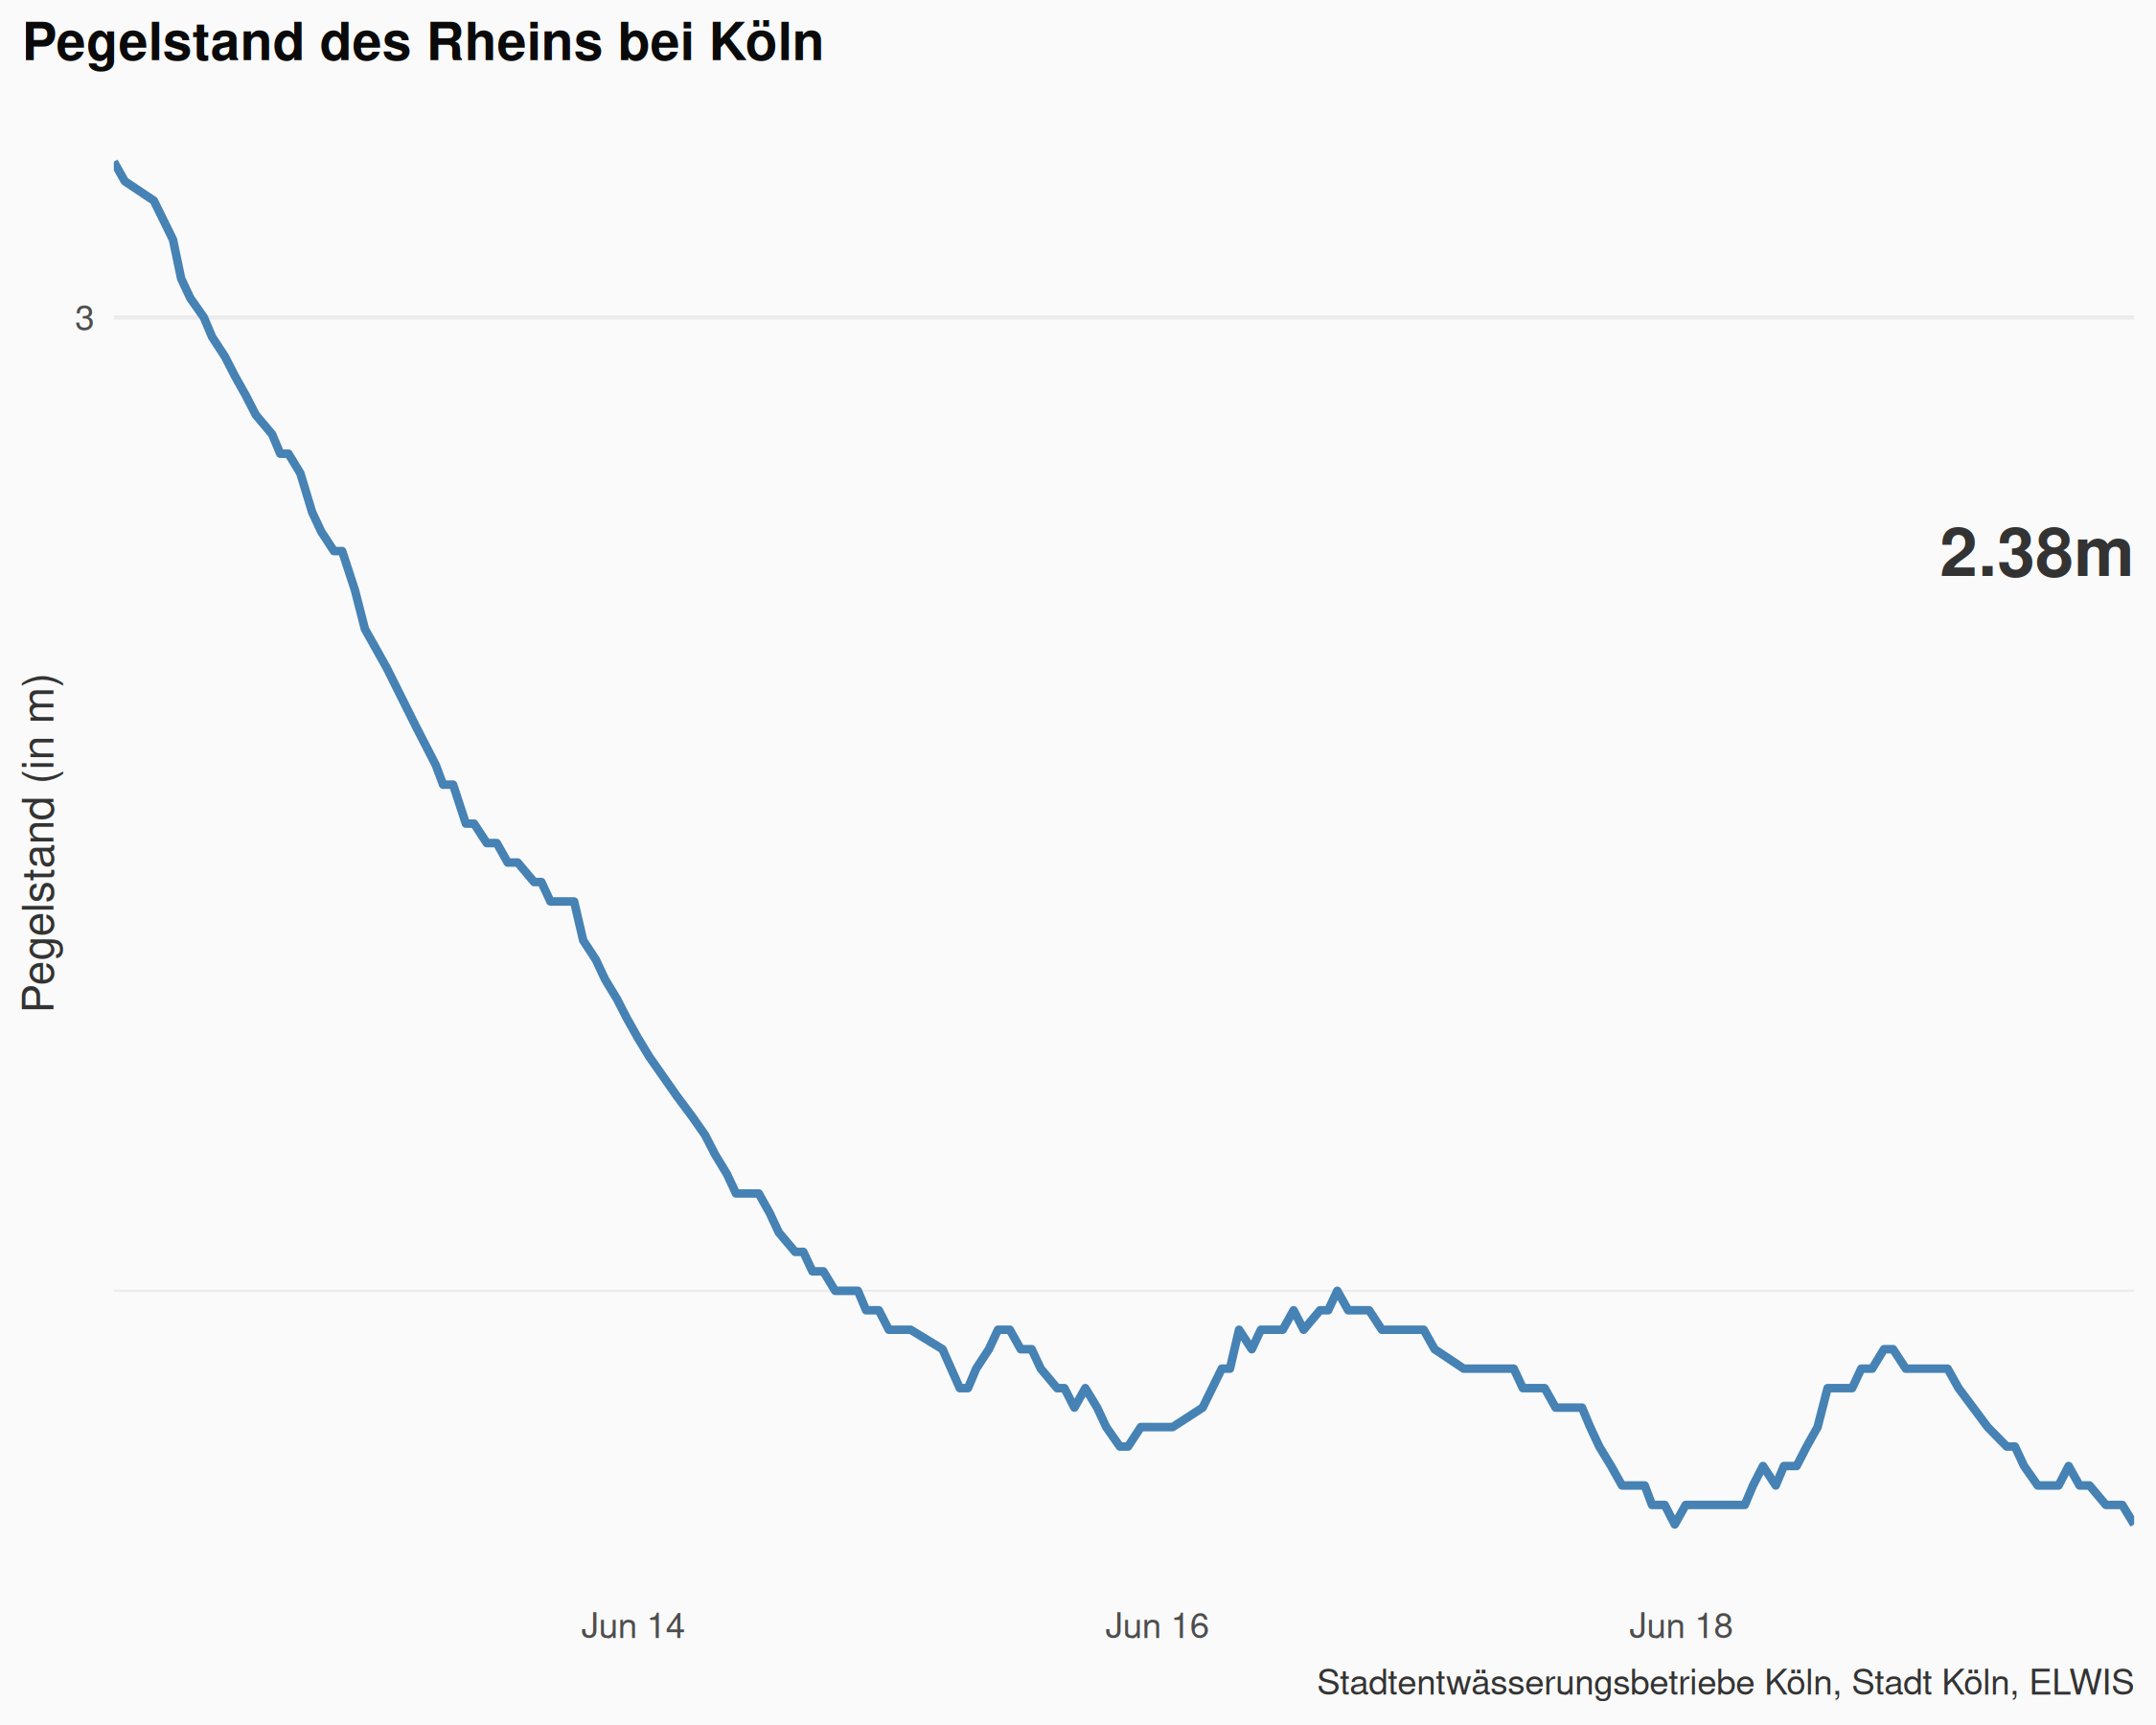 Pegelstand des Rheins bei Köln
3
2.38m
Pegelstand (in m)
Jun 14
Jun 16
Jun 18
Stadtentwässerungsbetriebe Köln, Stadt Köln, ELWIS